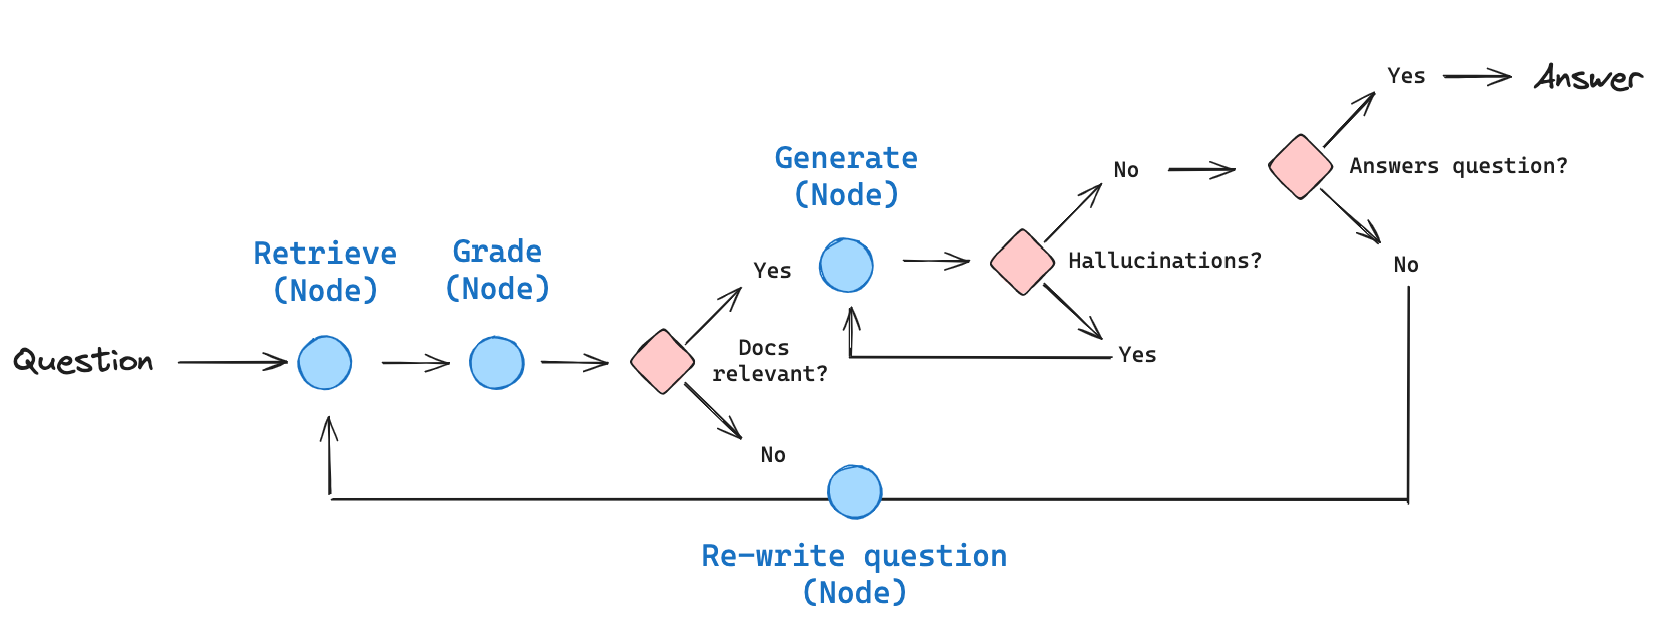 Question
Retrieve
(Node)
Grade
(Node)
Docs
relevant?
Yes
No
Generate
(Node)
Hallucinations?
No
Yes
Answers question?
Yes
Answer
No
Re-write question
(Node)